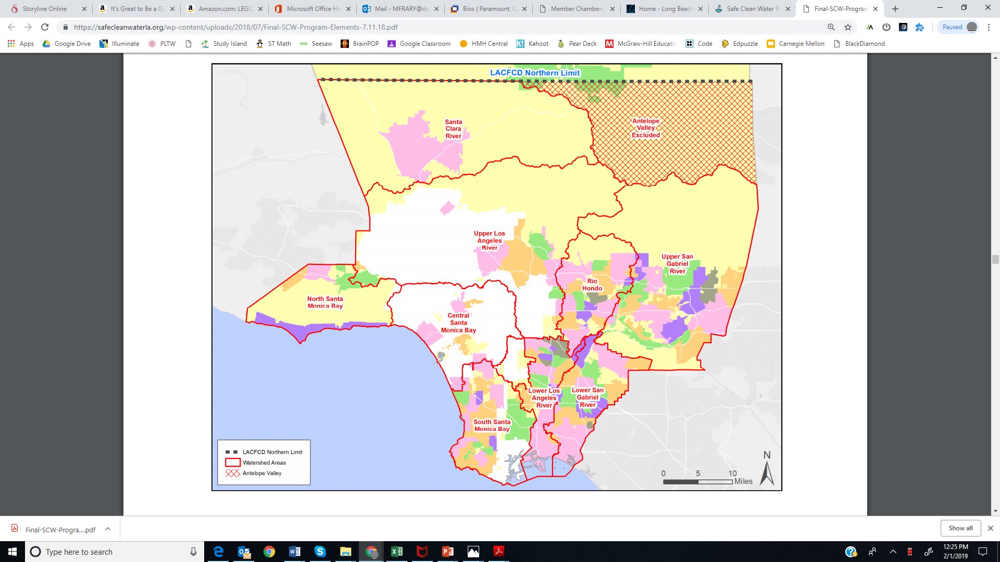 Storyline Online
It's Great to Be a Gu
Amazon.com: LEGO
Microsoft Office Ho
Mail - MFRARY@dp
Bios | Paramount, C
Member Chambers
Home - Long Beach
Safe Clean Water P
Final-SCW-Program
https://safecleanwaterla.org/wp-content/uploads/2018/07/Final-SCW-Program-Elements-7.11.18.pdf
Paused
Apps
Google Drive
Illuminate
PLTW
Study Island
ST Math
Seesaw
BrainPOP
Google Classroom
HMH Central
Kahoot
Pear Deck
McGraw-Hill Educatic
Code
Edpuzzle
Carnegie Mellon
BlackDiamond
LACFCD Northern Limit
Santa
Clara
River
Antelope
Valley
Excluded
Upper Los
Angeles
River
Upper San
Gabriel
River
Rio
Hondo
North Santa
Monica Bay
Central
Santa
Monica Bay
Lower Los
Angeles
River
Lower San
Gabriel
River
South Santa
Monica Bay
LACFCD Northern Limit
Watershed Areas
Antelope Valley
0 5 10
Miles
N
Final-SCW-Progra....pdf
Show all
Type here to search
12:25 PM
2/1/2019